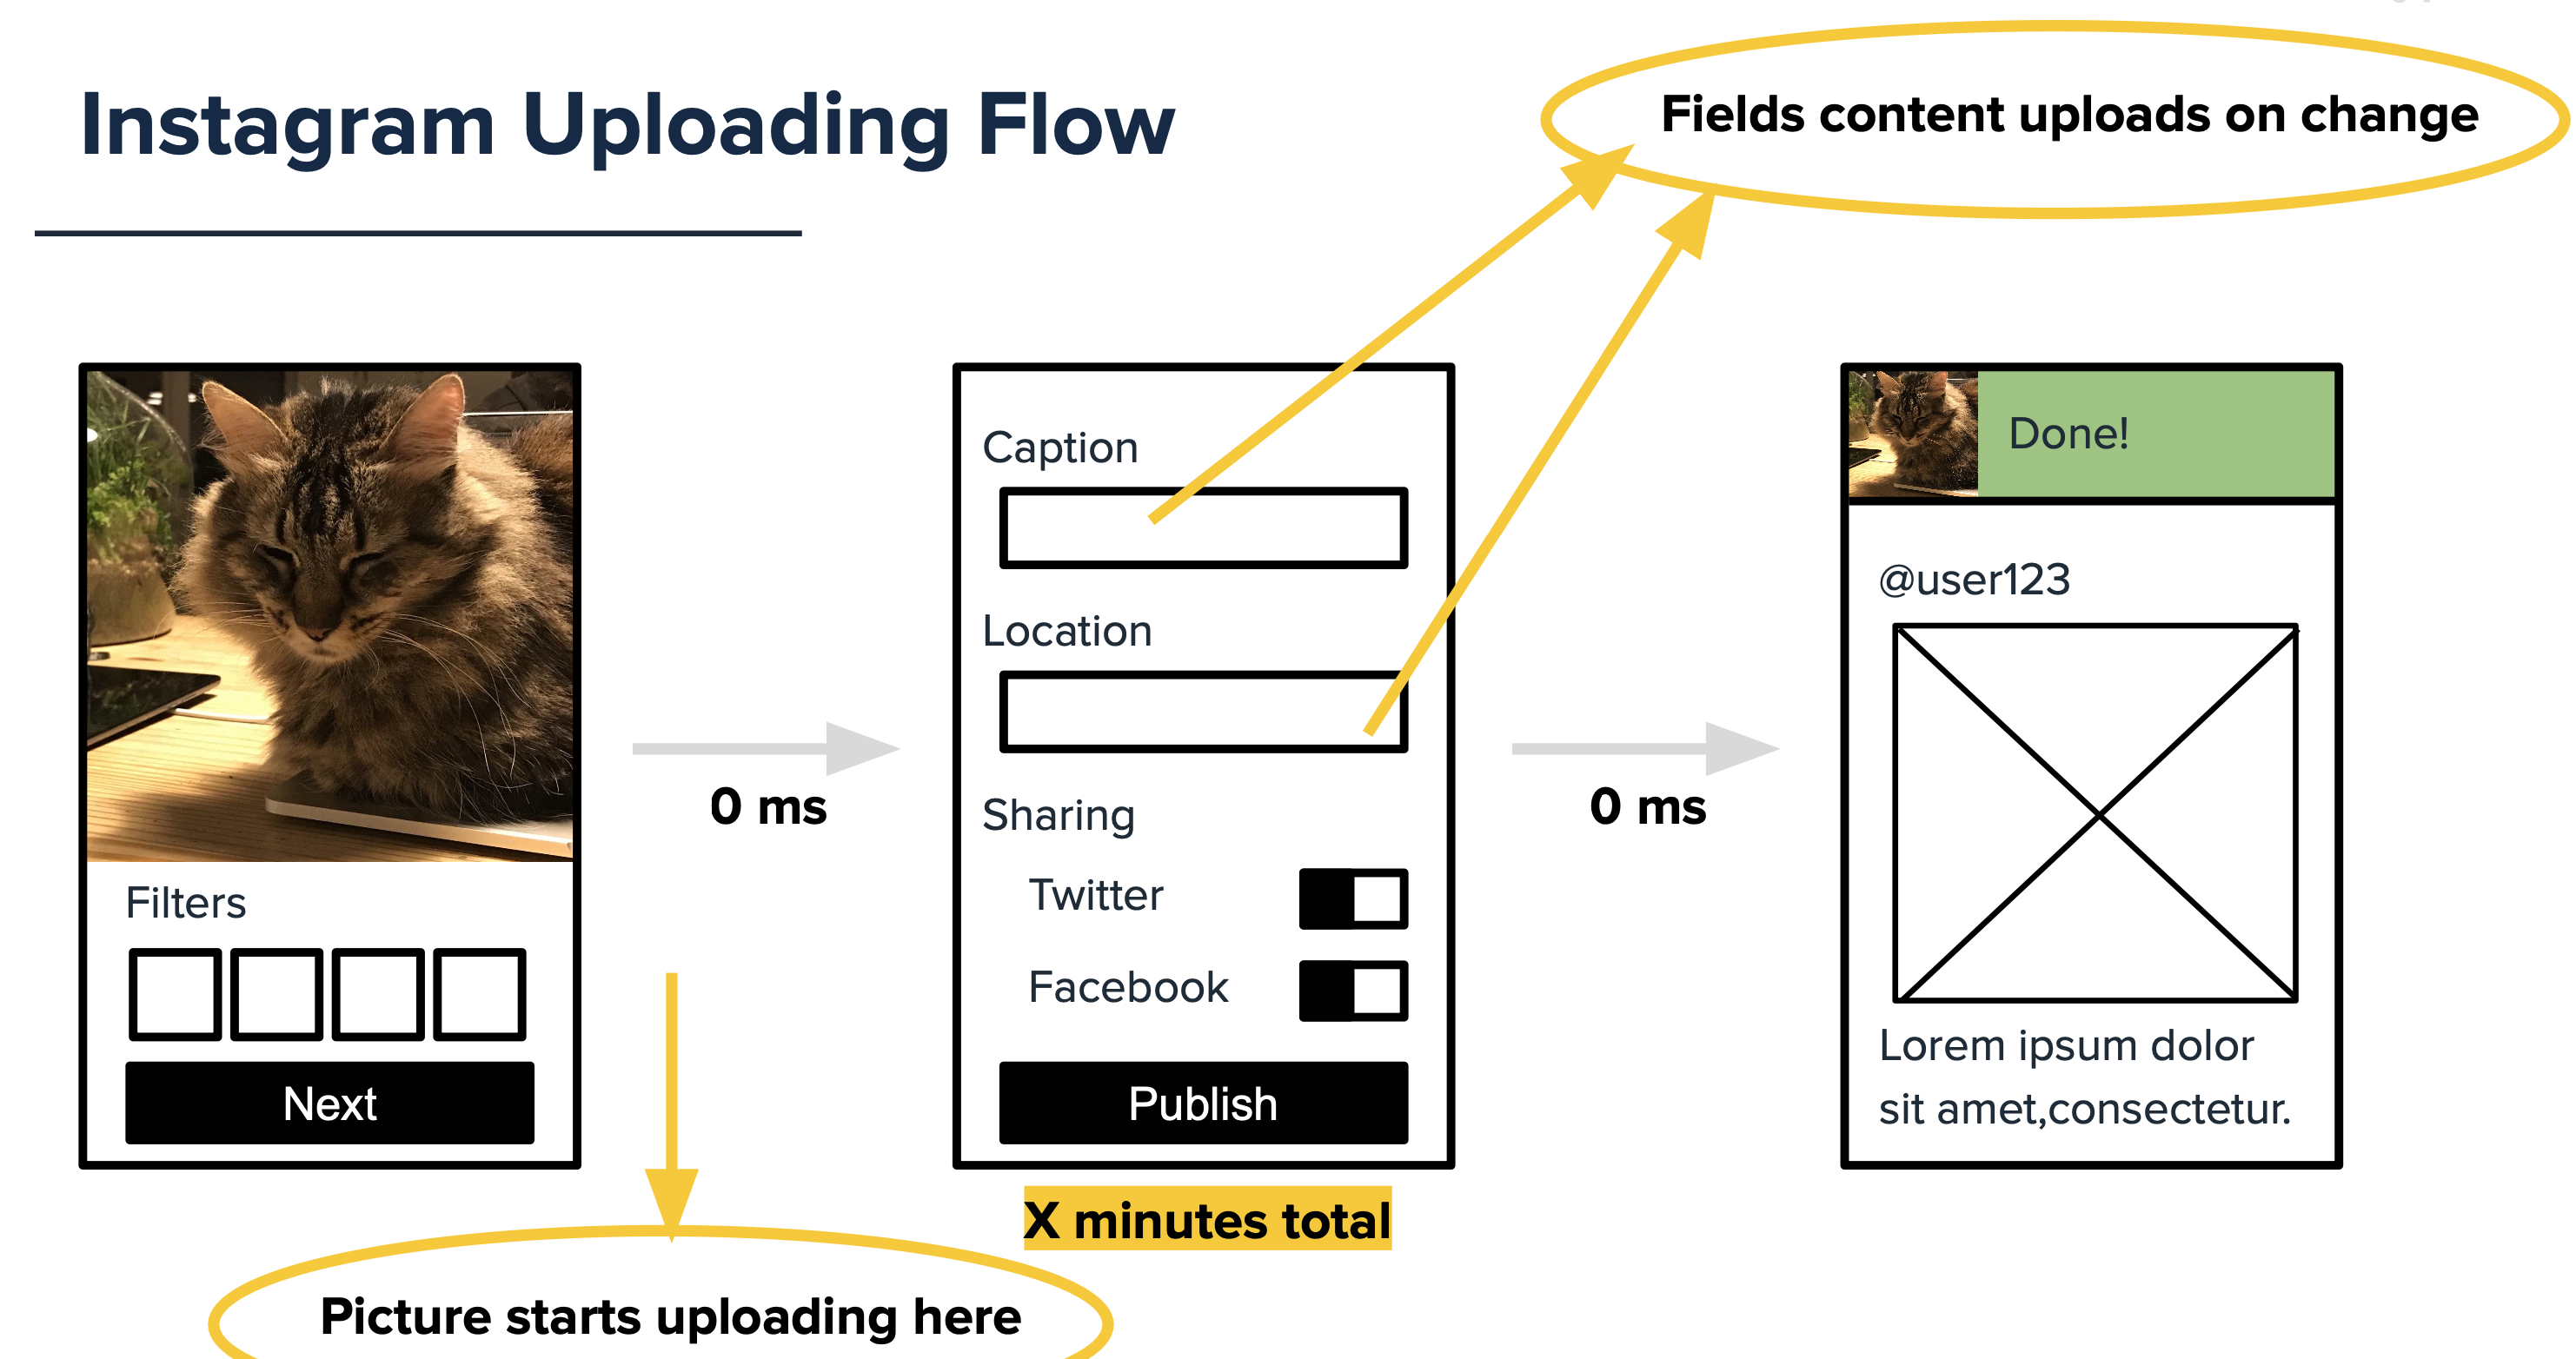 Instagram Uploading Flow
Fields content uploads on change
Filters
Next
0 ms
Picture starts uploading here
Caption
Location
Sharing
Twitter
Facebook
Publish
X minutes total
0 ms
Done!
@user123
Lorem ipsum dolor
sit amet,consectetur.